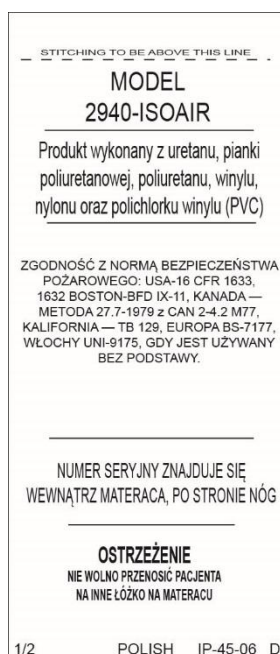 STITCHING TO BE ABOVE THIS LINE
MODEL
2940-ISOAIR
Produkt wykonany z uretanu, pianki
poliuretanowej, poliuretanu, winylu,
nylonu oraz polichlorku winylu (PVC)
ZGODNOŚĆ Z NORMĄ BEZPIECZEŃSTWA
POŻAROWEGO: USA-16 CFR 1633,
1632 BOSTON-BFD IX-11, KANADA —
METODA 27.7-1979 z CAN 2-4.2 M77,
KALIFORNIA — TB 129, EUROPA BS-7177,
WŁOCHY UNI-9175, GDY JEST UŻYWANY
BEZ PODSTAWY.
NUMER SERYJNY ZNAJDUJE SIĘ
WEWNĄTRZ MATERACA, PO STRONIE NÓG
OSTRZEŻENIE
NIE WOLNO PRZENOSIĆ PACJENTA
NA INNE ŁÓŻKO NA MATERACU
1/2 POLISH IP-45-06 D